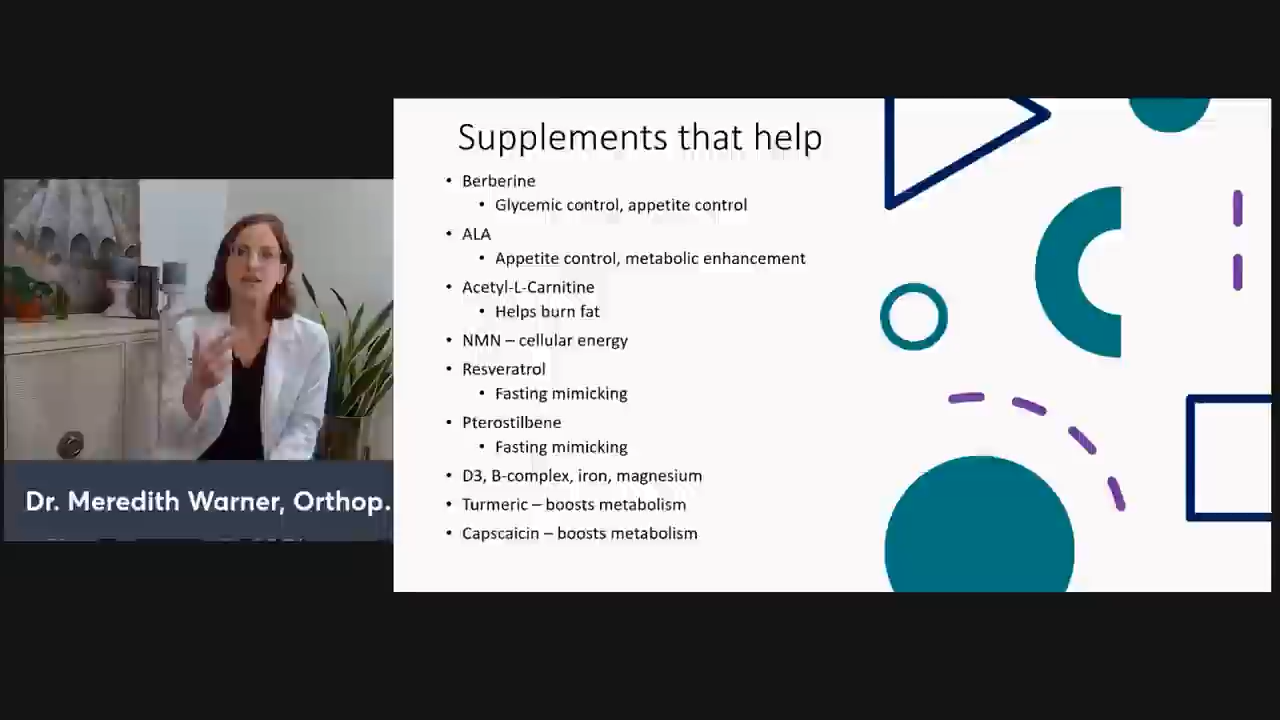 Supplements that help
• Berberine
• Glycemic control, appetite control
• ALA
• Appetite control, metabolic enhancement
• Acetyl-L-Carnitine
• Helps burn fat
• NMN – cellular energy
• Resveratrol
• Fasting mimicking
• Pterostilbene
• Fasting mimicking
• D3, B-complex, iron, magnesium
• Turmeric – boosts metabolism
• Capscaicin – boosts metabolism
Dr. Meredith Warner, Orthop.